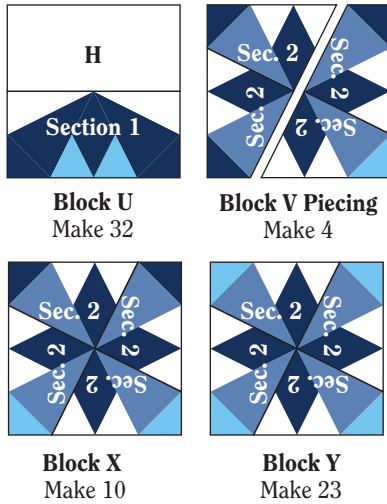 H
Section 1
Block U
Make 32
Sec. 2
Sec. 2
Sec. 2
Sec. 2
Block V Piecing
Make 4
Sec. 2
Sec. 2
Sec. 2
Sec. 2
Block X
Make 10
Sec. 2
Sec. 2
Sec. 2
Sec. 2
Block Y
Make 23